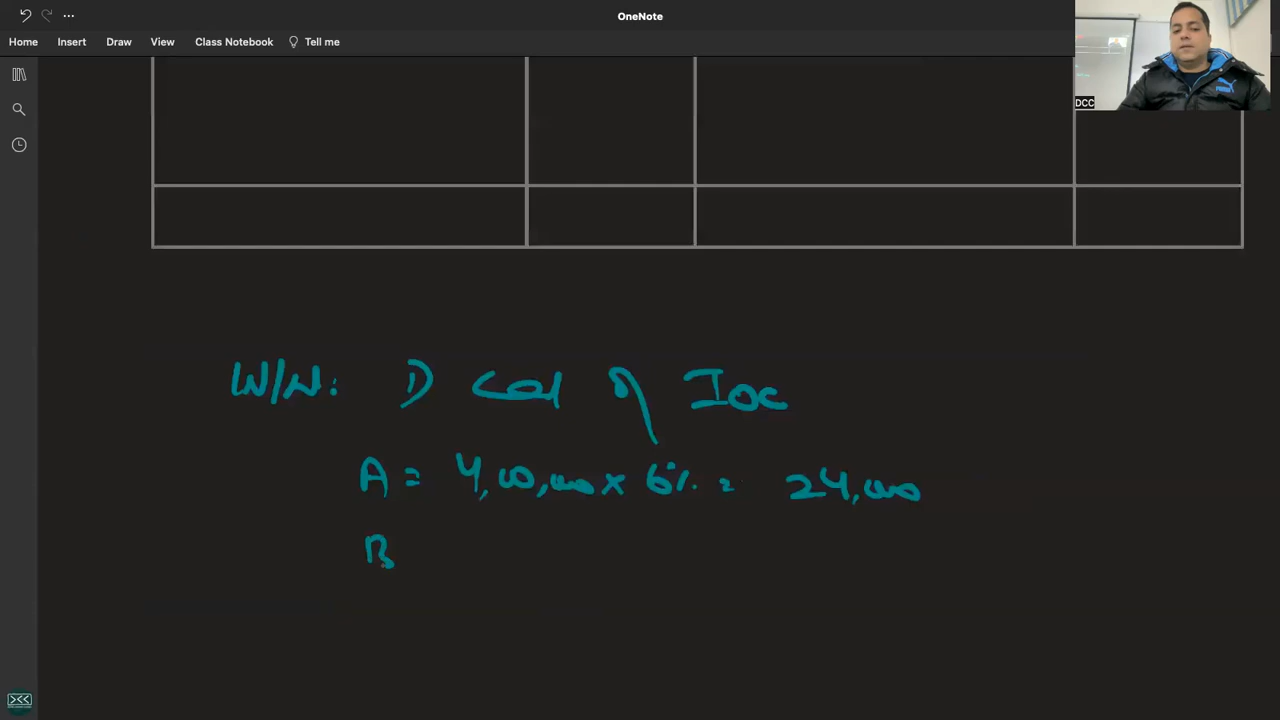 OneNote
Home Insert Draw View Class Notebook Tell me
DCC
W/N: 1) Cal of IOC
A = 4,00,000 x 6% = 24,000
B